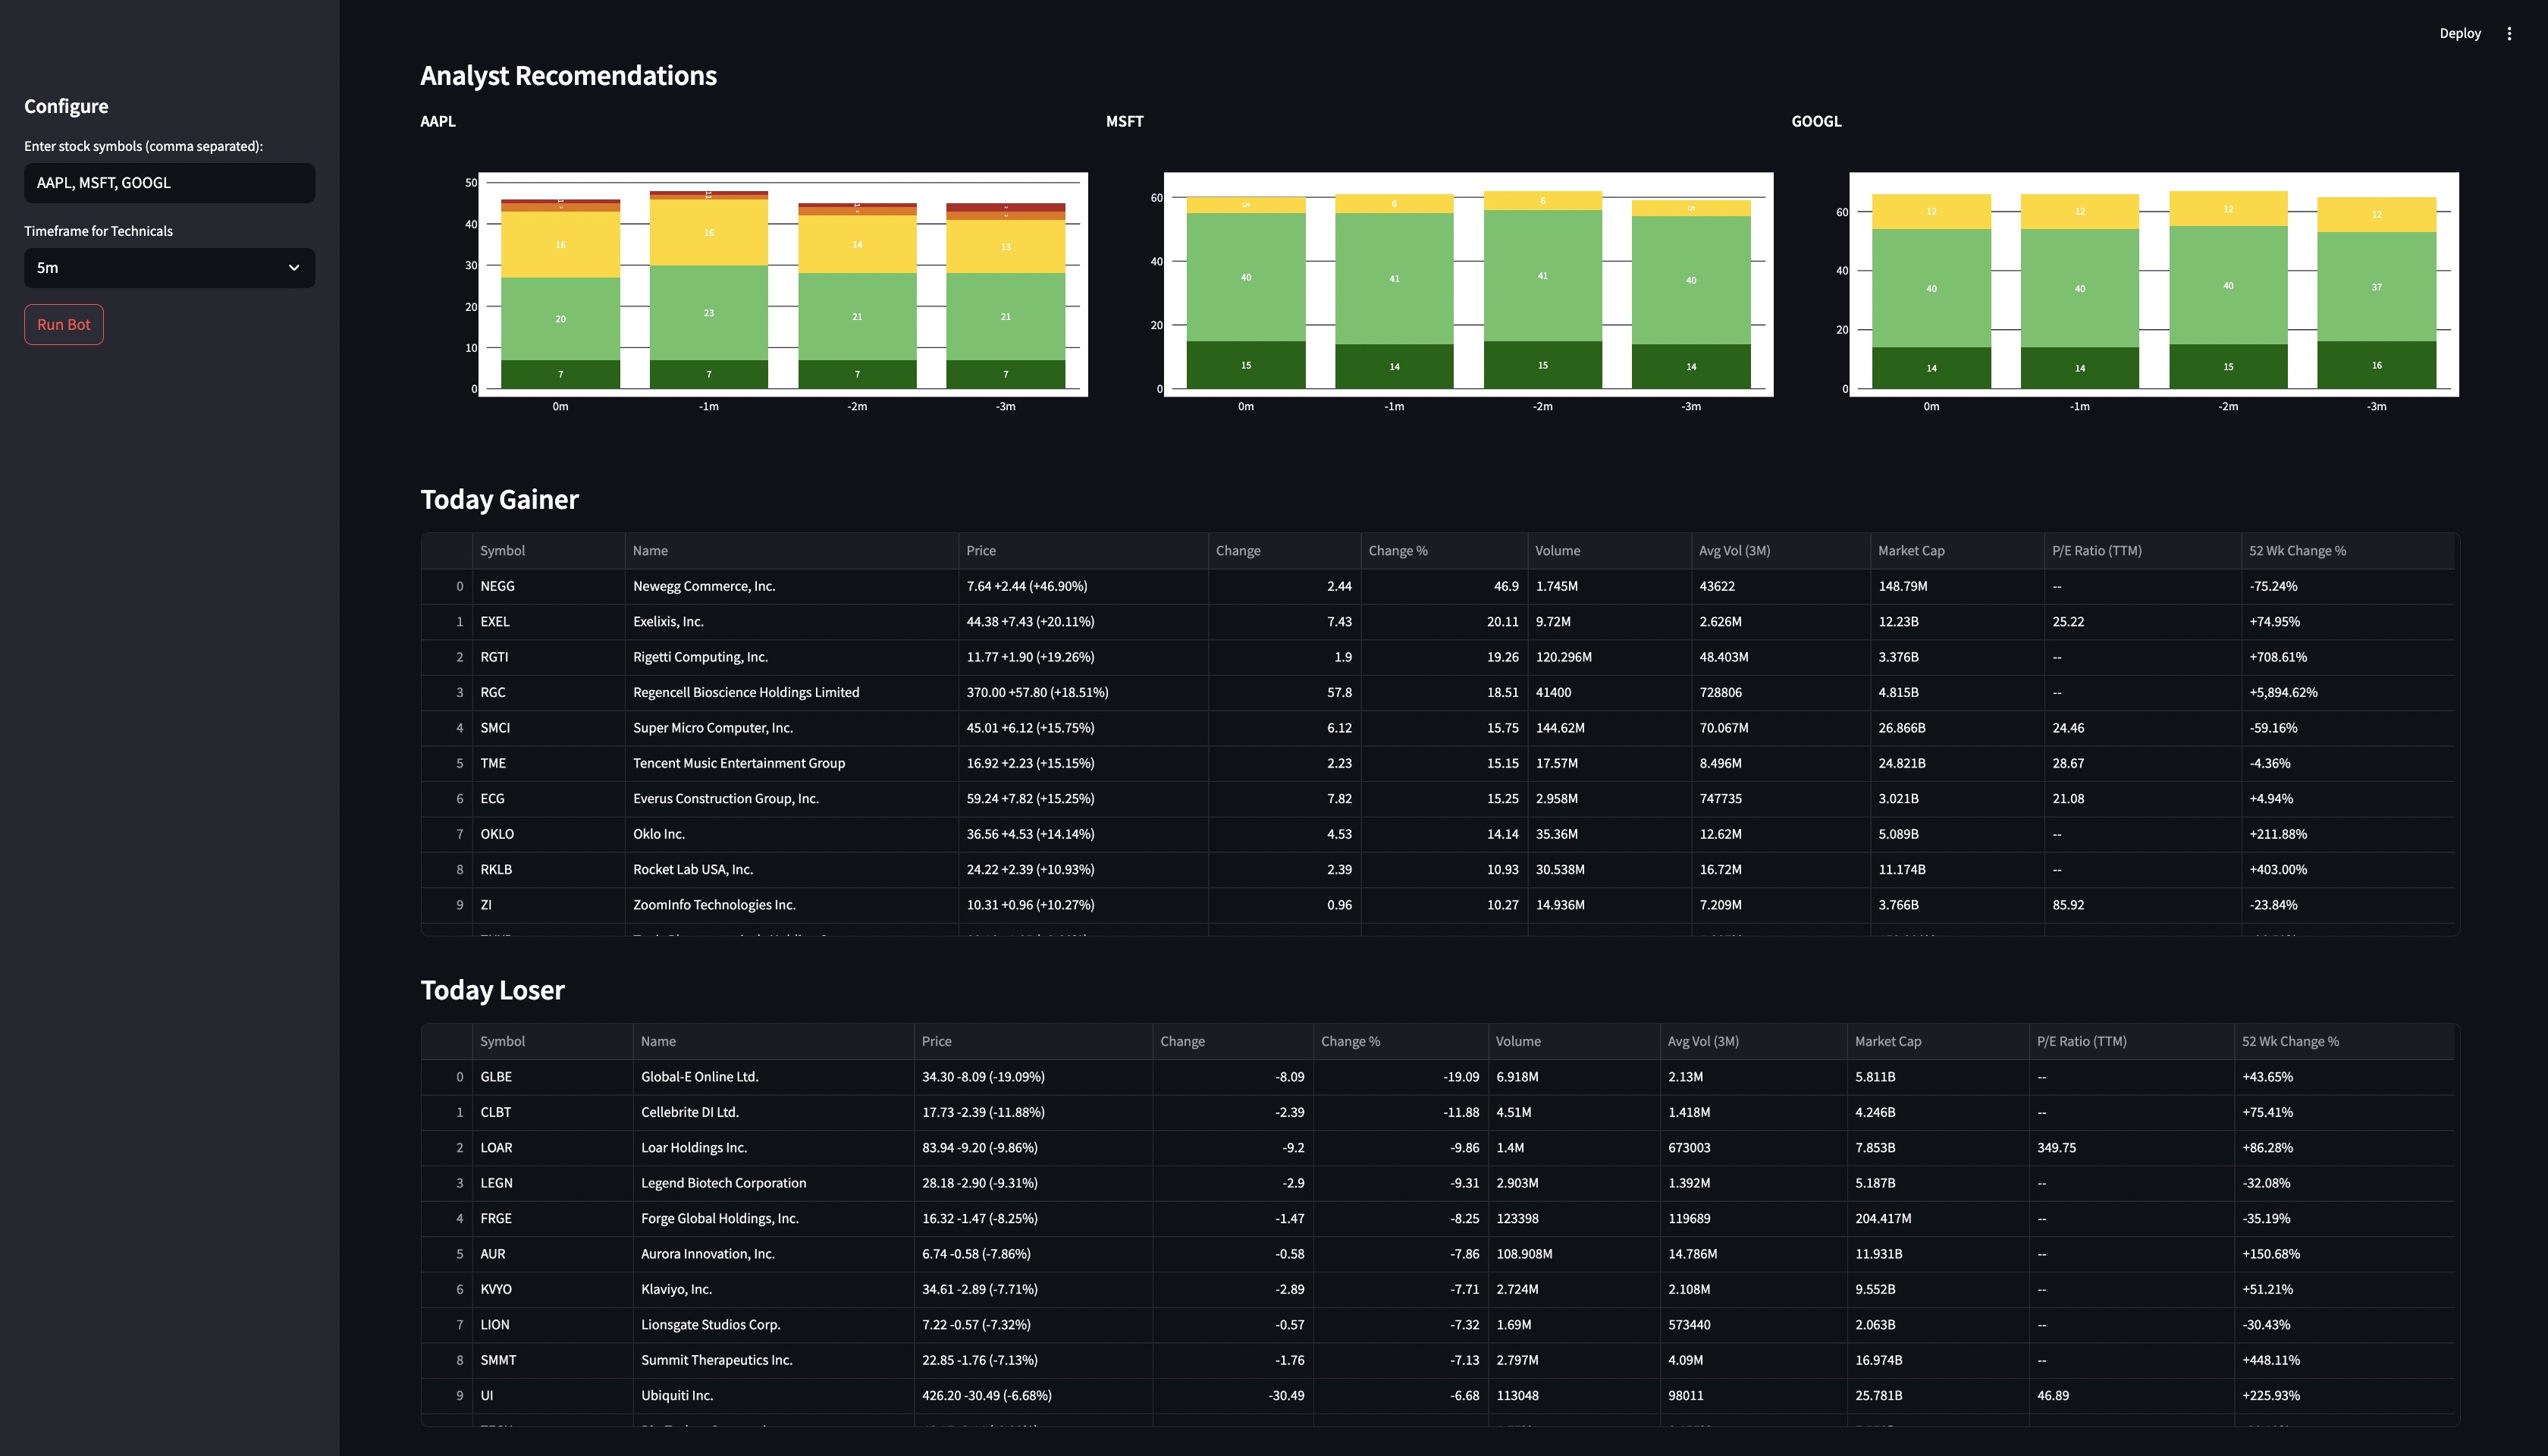 Deploy
Configure
Enter stock symbols (comma separated):
AAPL, MSFT, GOOGL
Timeframe for Technicals
5m
Run Bot
Analyst Recomendations
AAPL MSFT GOOGL
50
40
30
20
10
0
1 1 1 2
2 1 2 2
16 16 14 13
20 23 21 21
7 7 7 7
0m -1m -2m -3m
60
40
20
0
5 6 6 5
40 41 41 40
15 14 15 14
0m -1m -2m -3m
60
40
20
0
12 12 12 12
40 40 40 37
14 14 15 16
0m -1m -2m -3m
Today Gainer
Symbol Name Price Change Change % Volume Avg Vol (3M) Market Cap P/E Ratio (TTM) 52 Wk Change %
0 NEGG Newegg Commerce, Inc. 7.64 +2.44 (+46.90%) 2.44 46.9 1.745M 43622 148.79M -- -75.24%
1 EXEL Exelixis, Inc. 44.38 +7.43 (+20.11%) 7.43 20.11 9.72M 2.626M 12.23B 25.22 +74.95%
2 RGTI Rigetti Computing, Inc. 11.77 +1.90 (+19.26%) 1.9 19.26 120.296M 48.403M 3.376B -- +708.61%
3 RGC Regencell Bioscience Holdings Limited 370.00 +57.80 (+18.51%) 57.8 18.51 41400 728806 4.815B -- +5,894.62%
4 SMCI Super Micro Computer, Inc. 45.01 +6.12 (+15.75%) 6.12 15.75 144.62M 70.067M 26.866B 24.46 -59.16%
5 TME Tencent Music Entertainment Group 16.92 +2.23 (+15.15%) 2.23 15.15 17.57M 8.496M 24.821B 28.67 -4.36%
6 ECG Everus Construction Group, Inc. 59.24 +7.82 (+15.25%) 7.82 15.25 2.958M 747735 3.021B 21.08 +4.94%
7 OKLO Oklo Inc. 36.56 +4.53 (+14.14%) 4.53 14.14 35.36M 12.62M 5.089B -- +211.88%
8 RKLB Rocket Lab USA, Inc. 24.22 +2.39 (+10.93%) 2.39 10.93 30.538M 16.72M 11.174B -- +403.00%
9 ZI ZoomInfo Technologies Inc. 10.31 +0.96 (+10.27%) 0.96 10.27 14.936M 7.209M 3.766B 85.92 -23.84%
Today Loser
Symbol Name Price Change Change % Volume Avg Vol (3M) Market Cap P/E Ratio (TTM) 52 Wk Change %
0 GLBE Global-E Online Ltd. 34.30 -8.09 (-19.09%) -8.09 -19.09 6.918M 2.13M 5.811B -- +43.65%
1 CLBT Cellebrite DI Ltd. 17.73 -2.39 (-11.88%) -2.39 -11.88 4.51M 1.418M 4.246B -- +75.41%
2 LOAR Loar Holdings Inc. 83.94 -9.20 (-9.86%) -9.2 -9.86 1.4M 673003 7.853B 349.75 +86.28%
3 LEGN Legend Biotech Corporation 28.18 -2.90 (-9.31%) -2.9 -9.31 2.903M 1.392M 5.187B -- -32.08%
4 FRGE Forge Global Holdings, Inc. 16.32 -1.47 (-8.25%) -1.47 -8.25 123398 119689 204.417M -- -35.19%
5 AUR Aurora Innovation, Inc. 6.74 -0.58 (-7.86%) -0.58 -7.86 108.908M 14.786M 11.931B -- +150.68%
6 KVYO Klaviyo, Inc. 34.61 -2.89 (-7.71%) -2.89 -7.71 2.724M 2.108M 9.552B -- +51.21%
7 LION Lionsgate Studios Corp. 7.22 -0.57 (-7.32%) -0.57 -7.32 1.69M 573440 2.063B -- -30.43%
8 SMMT Summit Therapeutics Inc. 22.85 -1.76 (-7.13%) -1.76 -7.13 2.797M 4.09M 16.974B -- +448.11%
9 UI Ubiquiti Inc. 426.20 -30.49 (-6.68%) -30.49 -6.68 113048 98011 25.781B 46.89 +225.93%